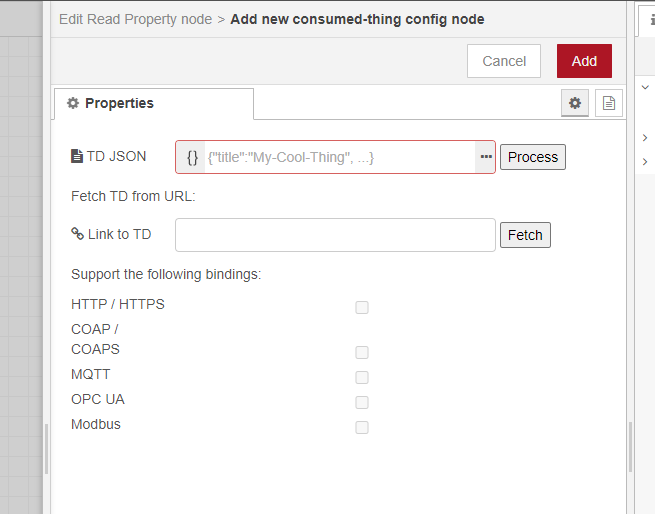 Edit Read Property node > Add new consumed-thing config node
Cancel Add
Properties
TD JSON {} {"title":"My-Cool-Thing", ...} ••• Process
Fetch TD from URL:
Link to TD Fetch
Support the following bindings:
HTTP / HTTPS
COAP /
COAPS
MQTT
OPC UA
Modbus